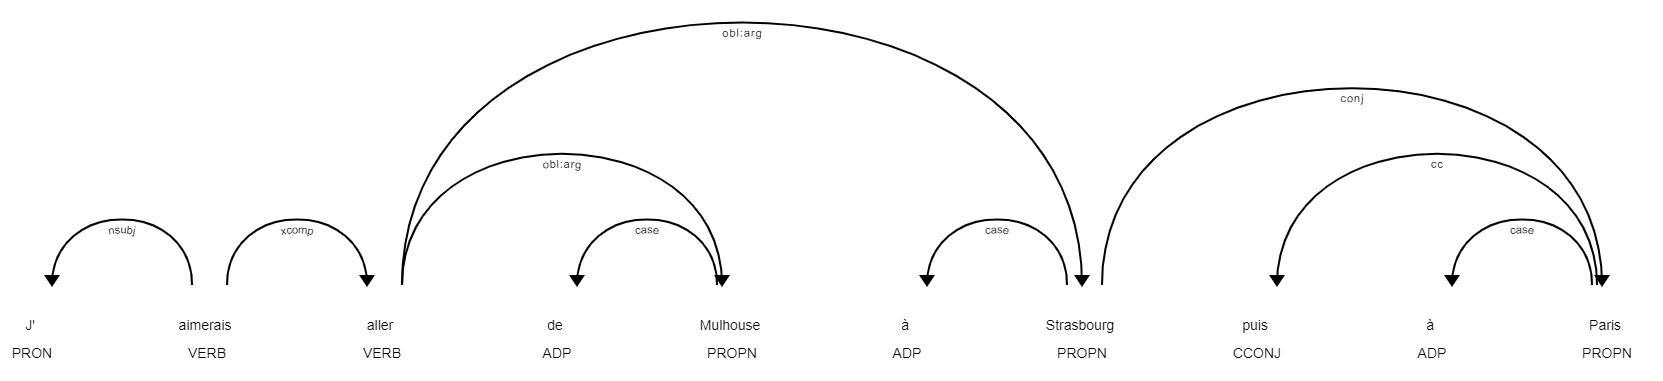 obl:arg
conj
obl:arg
cc
nsubj xcomp case case case
J' aimerais aller de Mulhouse à Strasbourg puis à Paris
PRON VERB VERB ADP PROPN ADP PROPN CCONJ ADP PROPN